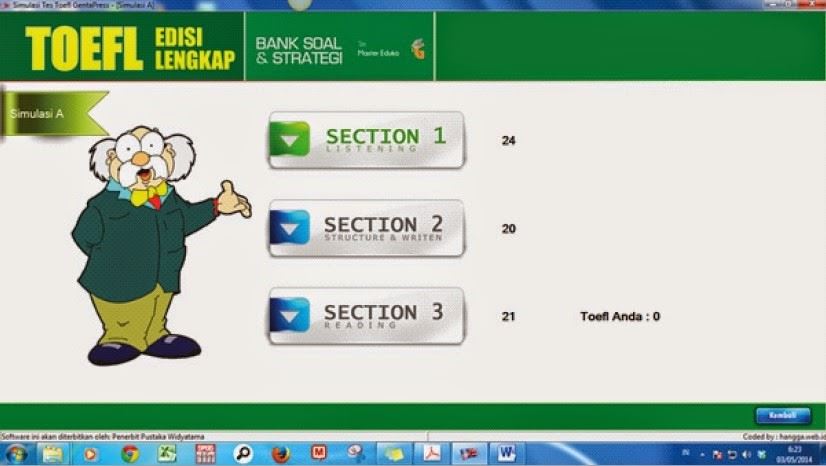 Simulasi Tes Toefl GentaPress - [Simulasi A]
TOEFL EDISI LENGKAP
BANK SOAL & STRATEGI
Tim Master Eduka
Simulasi A
SECTION 1
LISTENING
24
SECTION 2
STRUCTURE & WRITEN
20
SECTION 3
READING
21
Toefl Anda : 0
Kembali
Software ini akan diterbitkan oleh: Penerbit Pustaka Widyatama
Coded by : hangga.web.id
IN
6:23
03/05/2014